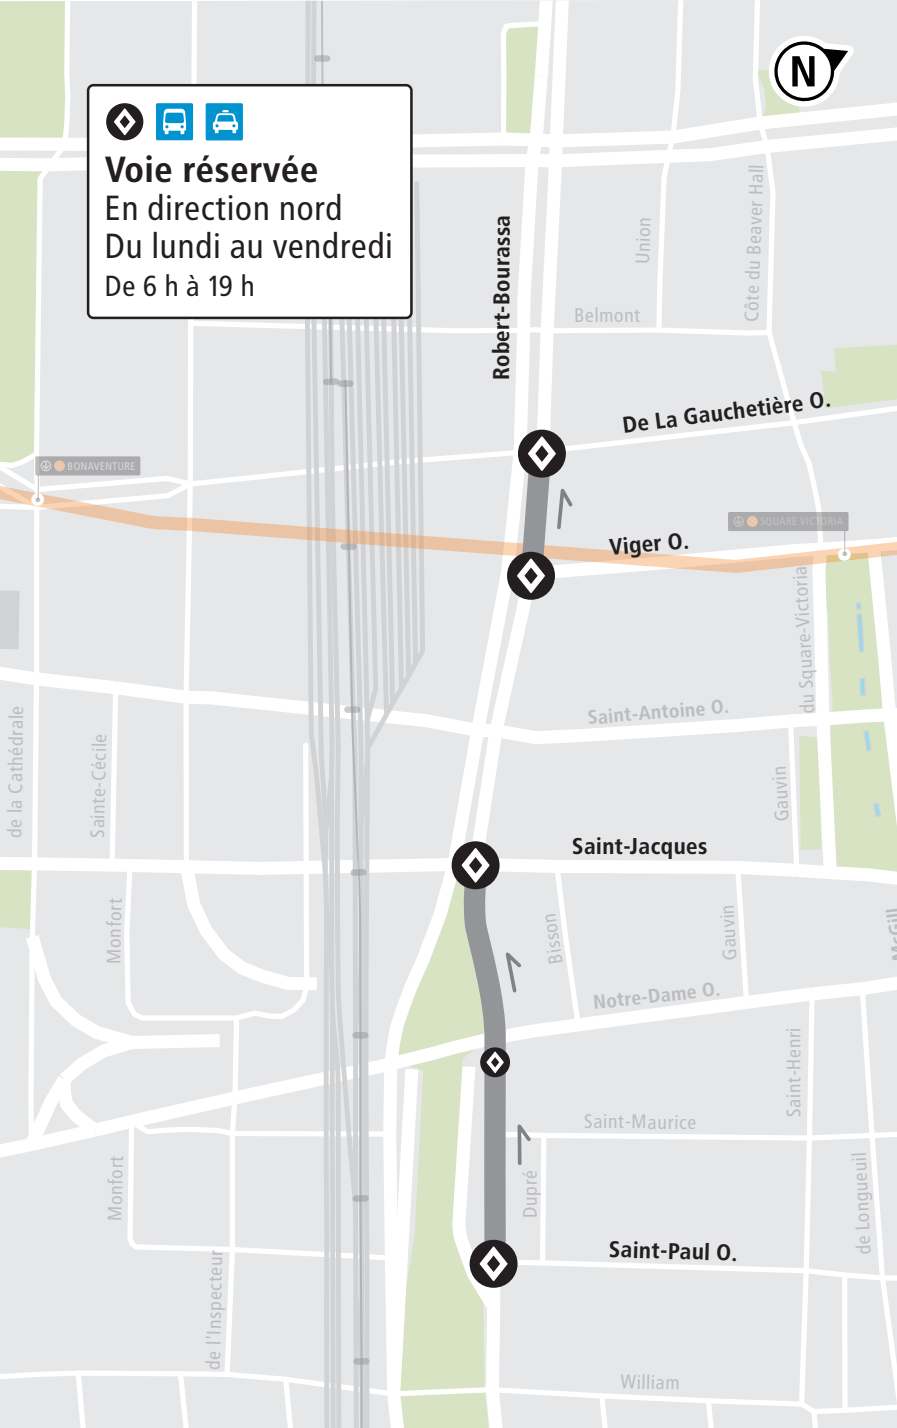 N
Voie réservée
En direction nord
Du lundi au vendredi
De 6 h à 19 h
Robert-Bourassa
Union
Côte du Beaver Hall
Belmont
De La Gauchetière O.
BONAVENTURE
SQUARE VICTORIA
Viger O.
du Square-Victoria
Saint-Antoine O.
de la Cathédrale
Sainte-Cécile
Gauvin
Saint-Jacques
Monfort
Bisson
Gauvin
McGill
Notre-Dame O.
Saint-Henri
Saint-Maurice
Monfort
Dupré
de Longueuil
Saint-Paul O.
de l'Inspecteur
William